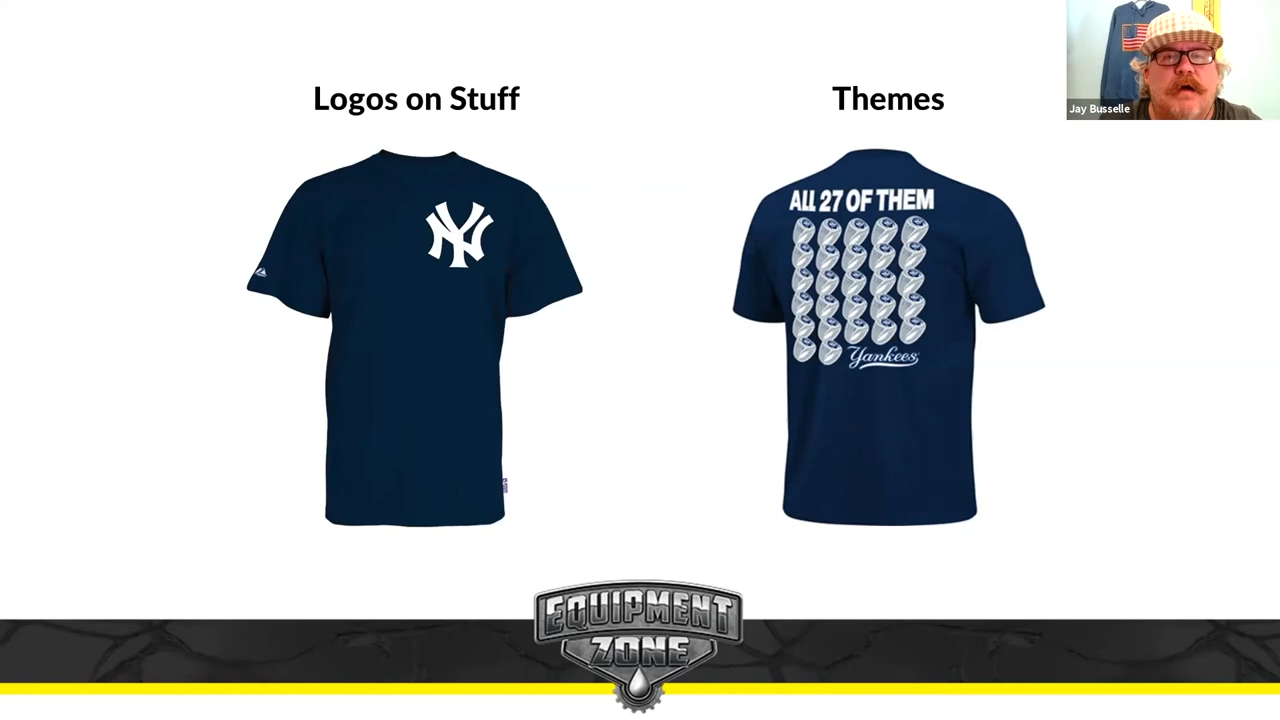 Logos on Stuff
Themes
Jay Busselle
NY
ALL 27 OF THEM
Yankees
EQUIPMENT
ZONE